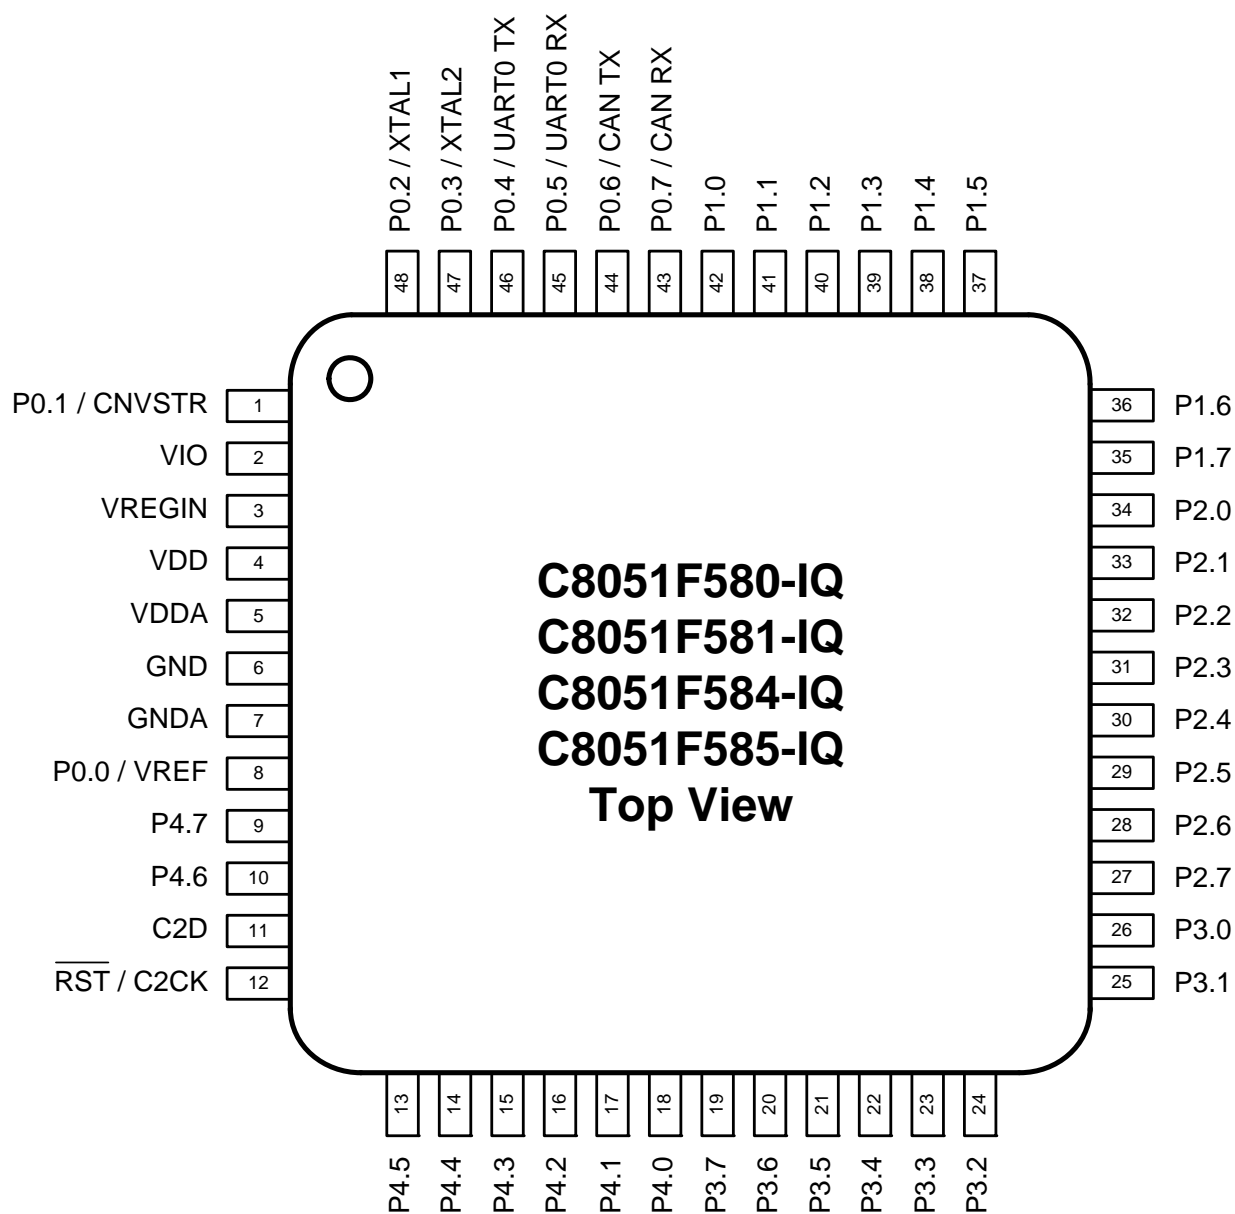 P0.2 / XTAL1
P0.3 / XTAL2
P0.4 / UART0 TX
P0.5 / UART0 RX
P0.6 / CAN TX
P0.7 / CAN RX
P1.0
P1.1
P1.2
P1.3
P1.4
P1.5
48
47
46
45
44
43
42
41
40
39
38
37
P0.1 / CNVSTR 1
VIO 2
VREGIN 3
VDD 4
VDDA 5
GND 6
GNDA 7
P0.0 / VREF 8
P4.7 9
P4.6 10
C2D 11
RST / C2CK 12
C8051F580-IQ
C8051F581-IQ
C8051F584-IQ
C8051F585-IQ
Top View
36 P1.6
35 P1.7
34 P2.0
33 P2.1
32 P2.2
31 P2.3
30 P2.4
29 P2.5
28 P2.6
27 P2.7
26 P3.0
25 P3.1
13
14
15
16
17
18
19
20
21
22
23
24
P4.5
P4.4
P4.3
P4.2
P4.1
P4.0
P3.7
P3.6
P3.5
P3.4
P3.3
P3.2